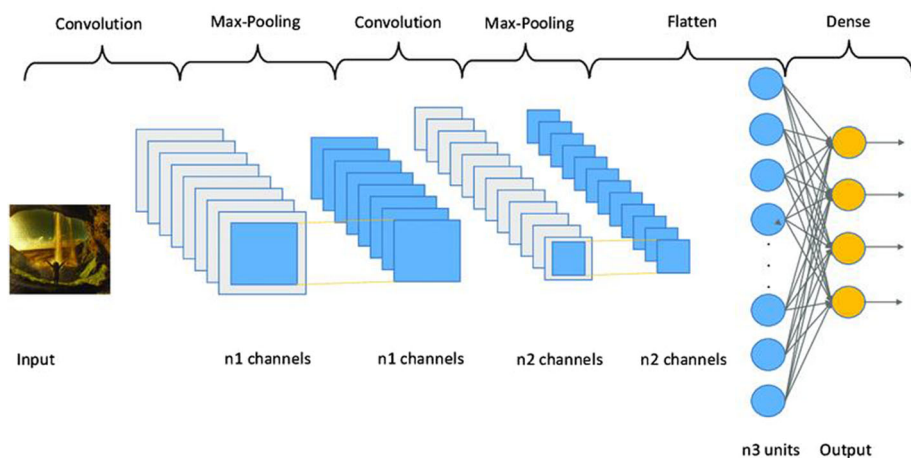 Convolution Max-Pooling Convolution Max-Pooling Flatten Dense
Input n1 channels n1 channels n2 channels n2 channels
n3 units Output